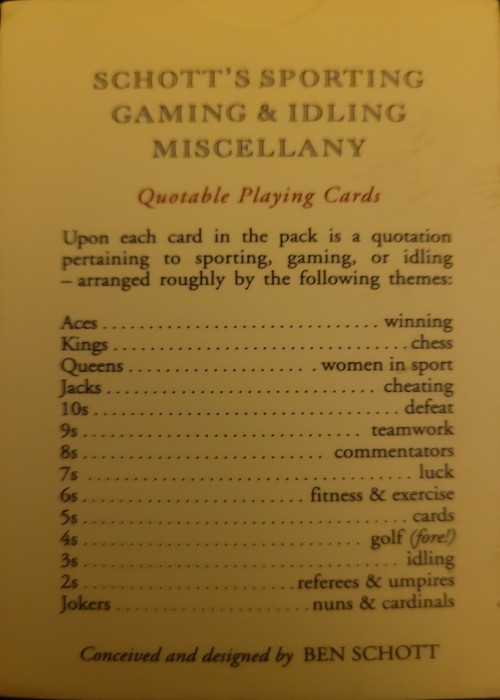 SCHOTT'S SPORTING
GAMING & IDLING
MISCELLANY
Quotable Playing Cards
Upon each card in the pack is a quotation
pertaining to sporting, gaming, or idling
– arranged roughly by the following themes:
Aces .................................... winning
Kings ....................................... chess
Queens ........................ women in sport
Jacks .................................... cheating
10s ........................................ defeat
9s ..................................... teamwork
8s ............................... commentators
7s ............................................. luck
6s ............................ fitness & exercise
5s ........................................... cards
4s ..................................... golf (fore!)
3s .......................................... idling
2s .......................... referees & umpires
Jokers ......................... nuns & cardinals
Conceived and designed by BEN SCHOTT